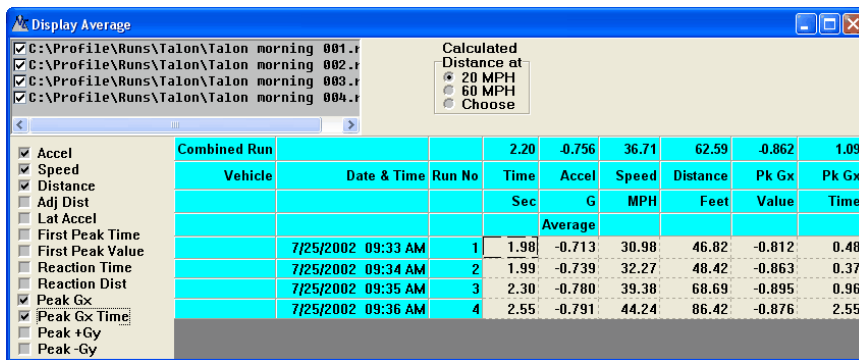 Display Average
C:\Profile\Runs\Talon\Talon morning 001.r
C:\Profile\Runs\Talon\Talon morning 002.r
C:\Profile\Runs\Talon\Talon morning 003.r
C:\Profile\Runs\Talon\Talon morning 004.r
Calculated
Distance at
20 MPH
60 MPH
Choose
Accel
Speed
Distance
Adj Dist
Lat Accel
First Peak Time
First Peak Value
Reaction Time
Reaction Dist
Peak Gx
Peak Gx Time
Peak +Gy
Peak -Gy
Combined Run 2.20 -0.756 36.71 62.59 -0.862 1.09
Vehicle Date & Time Run No Time Accel Speed Distance Pk Gx Pk Gx
Sec G MPH Feet Value Time
Average
7/25/2002 09:33 AM 1 1.98 -0.713 30.98 46.82 -0.812 0.48
7/25/2002 09:34 AM 2 1.99 -0.739 32.27 48.42 -0.863 0.37
7/25/2002 09:35 AM 3 2.30 -0.780 39.38 68.69 -0.895 0.96
7/25/2002 09:36 AM 4 2.55 -0.791 44.24 86.42 -0.876 2.55